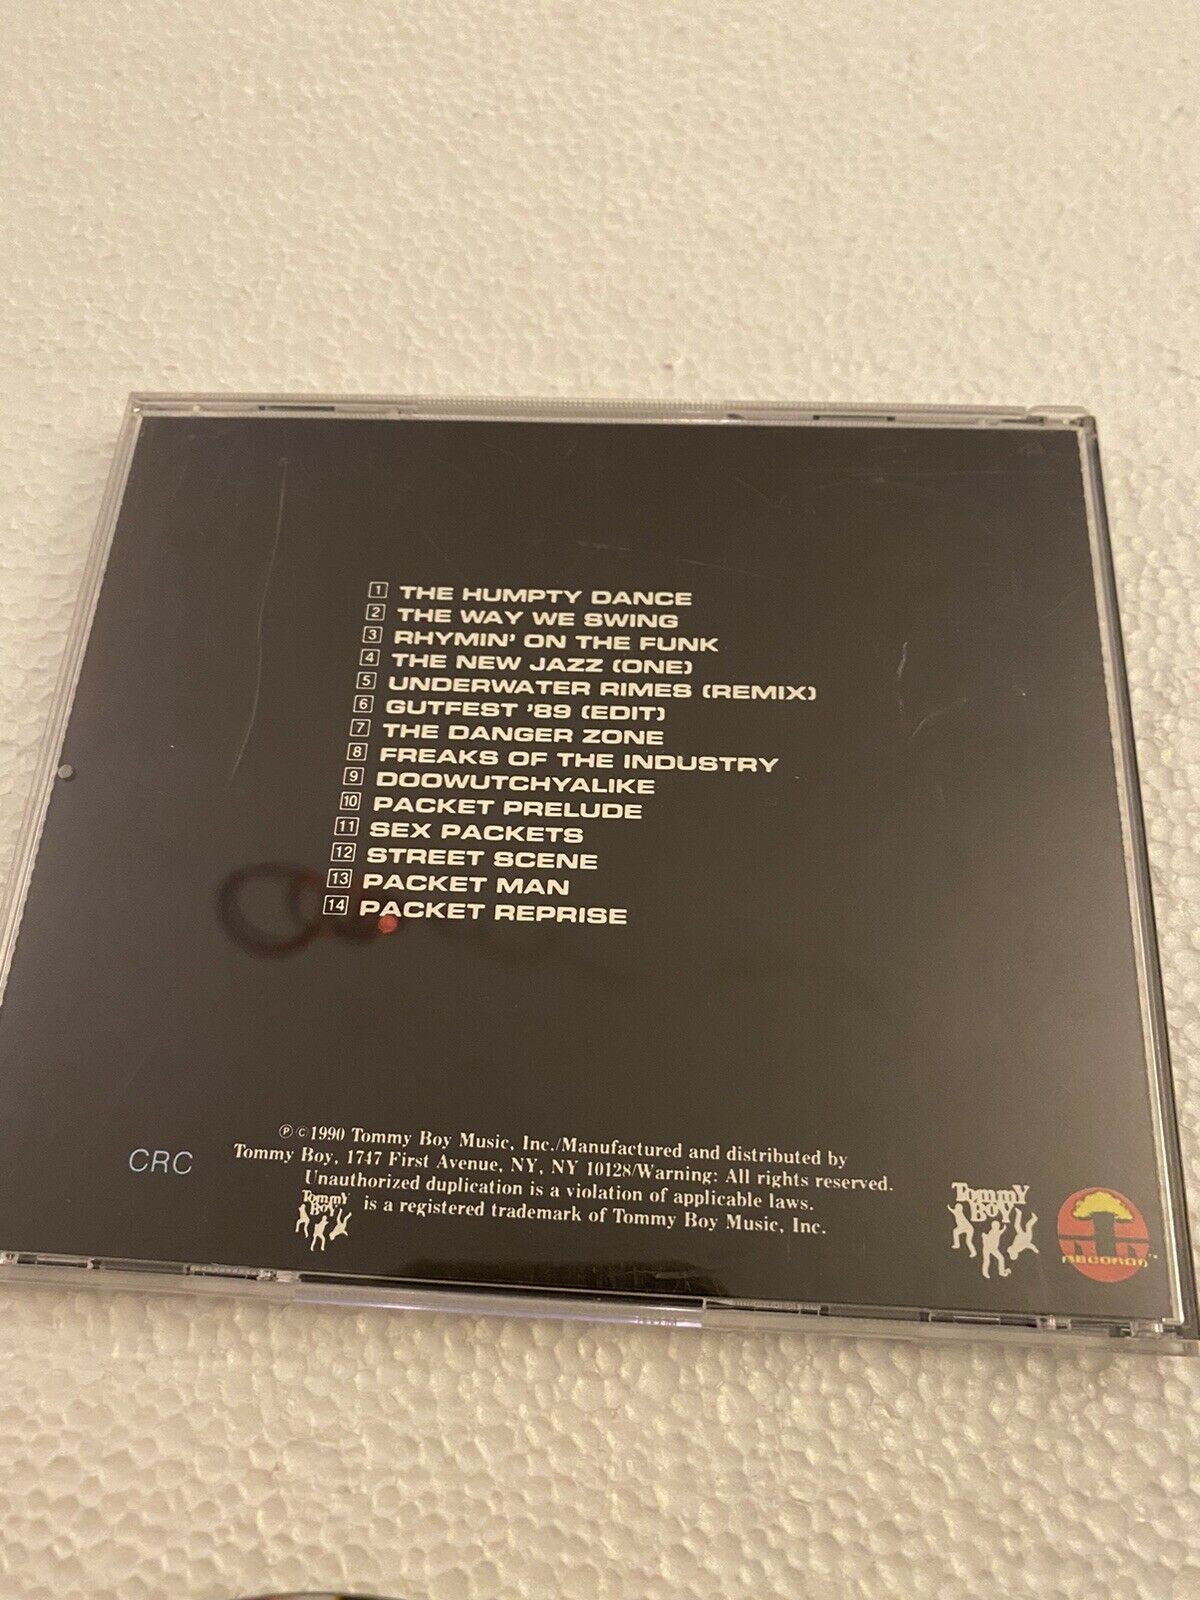 1 THE HUMPTY DANCE
2 THE WAY WE SWING
3 RHYMIN' ON THE FUNK
4 THE NEW JAZZ (ONE)
5 UNDERWATER RIMES (REMIX)
6 GUTFEST '89 (EDIT)
7 THE DANGER ZONE
8 FREAKS OF THE INDUSTRY
9 DOOWUTCHYALIKE
10 PACKET PRELUDE
11 SEX PACKETS
12 STREET SCENE
13 PACKET MAN
14 PACKET REPRISE
CRC
℗©1990 Tommy Boy Music, Inc./Manufactured and distributed by
Tommy Boy, 1747 First Avenue, NY, NY 10128/Warning: All rights reserved.
Unauthorized duplication is a violation of applicable laws.
Tommy Boy is a registered trademark of Tommy Boy Music, Inc.
TommY
BoY
RECORDS™